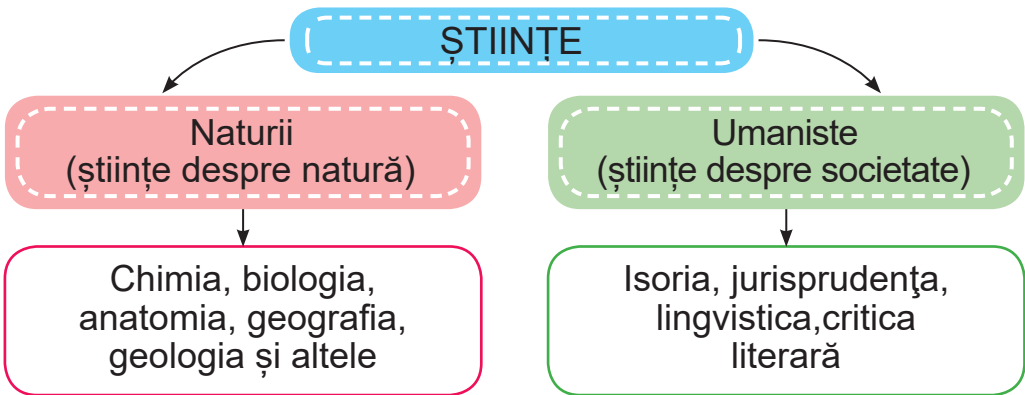 ȘTIINȚE
Naturii
(științe despre natură)
Umaniste
(științe despre societate)
Chimia, biologia,
anatomia, geografia,
geologia și altele
Isoria, jurisprudenţa,
lingvistica,critica
literară